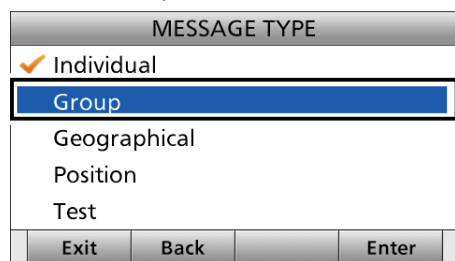 MESSAGE TYPE
Individual
Group
Geographical
Position
Test
Exit Back Enter